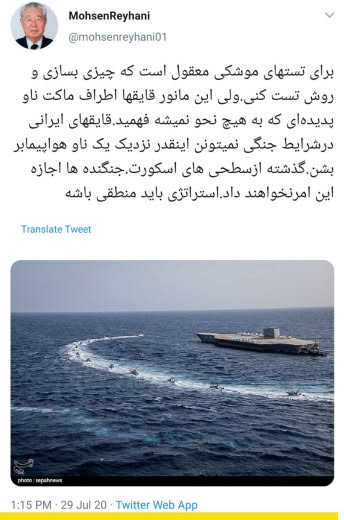 MohsenReyhani
@mohsenreyhani01
برای تستهای موشکی معقول است که چیزی بسازی و
روش تست کنی.ولی این مانور قایقها اطراف ماکت ناو
پدیده‌ای که به هیچ نحو نمیشه فهمید.قایقهای ایرانی
درشرایط جنگی نمیتونن اینقدر نزدیک یک ناو هواپیمابر
بشن.گذشته ازسطحی های اسکورت.جنگنده ها اجازه
این امرنخواهند داد.استراتژی باید منطقی باشه
Translate Tweet
photo : sepahnews
1:15 PM · 29 Jul 20 · Twitter Web App